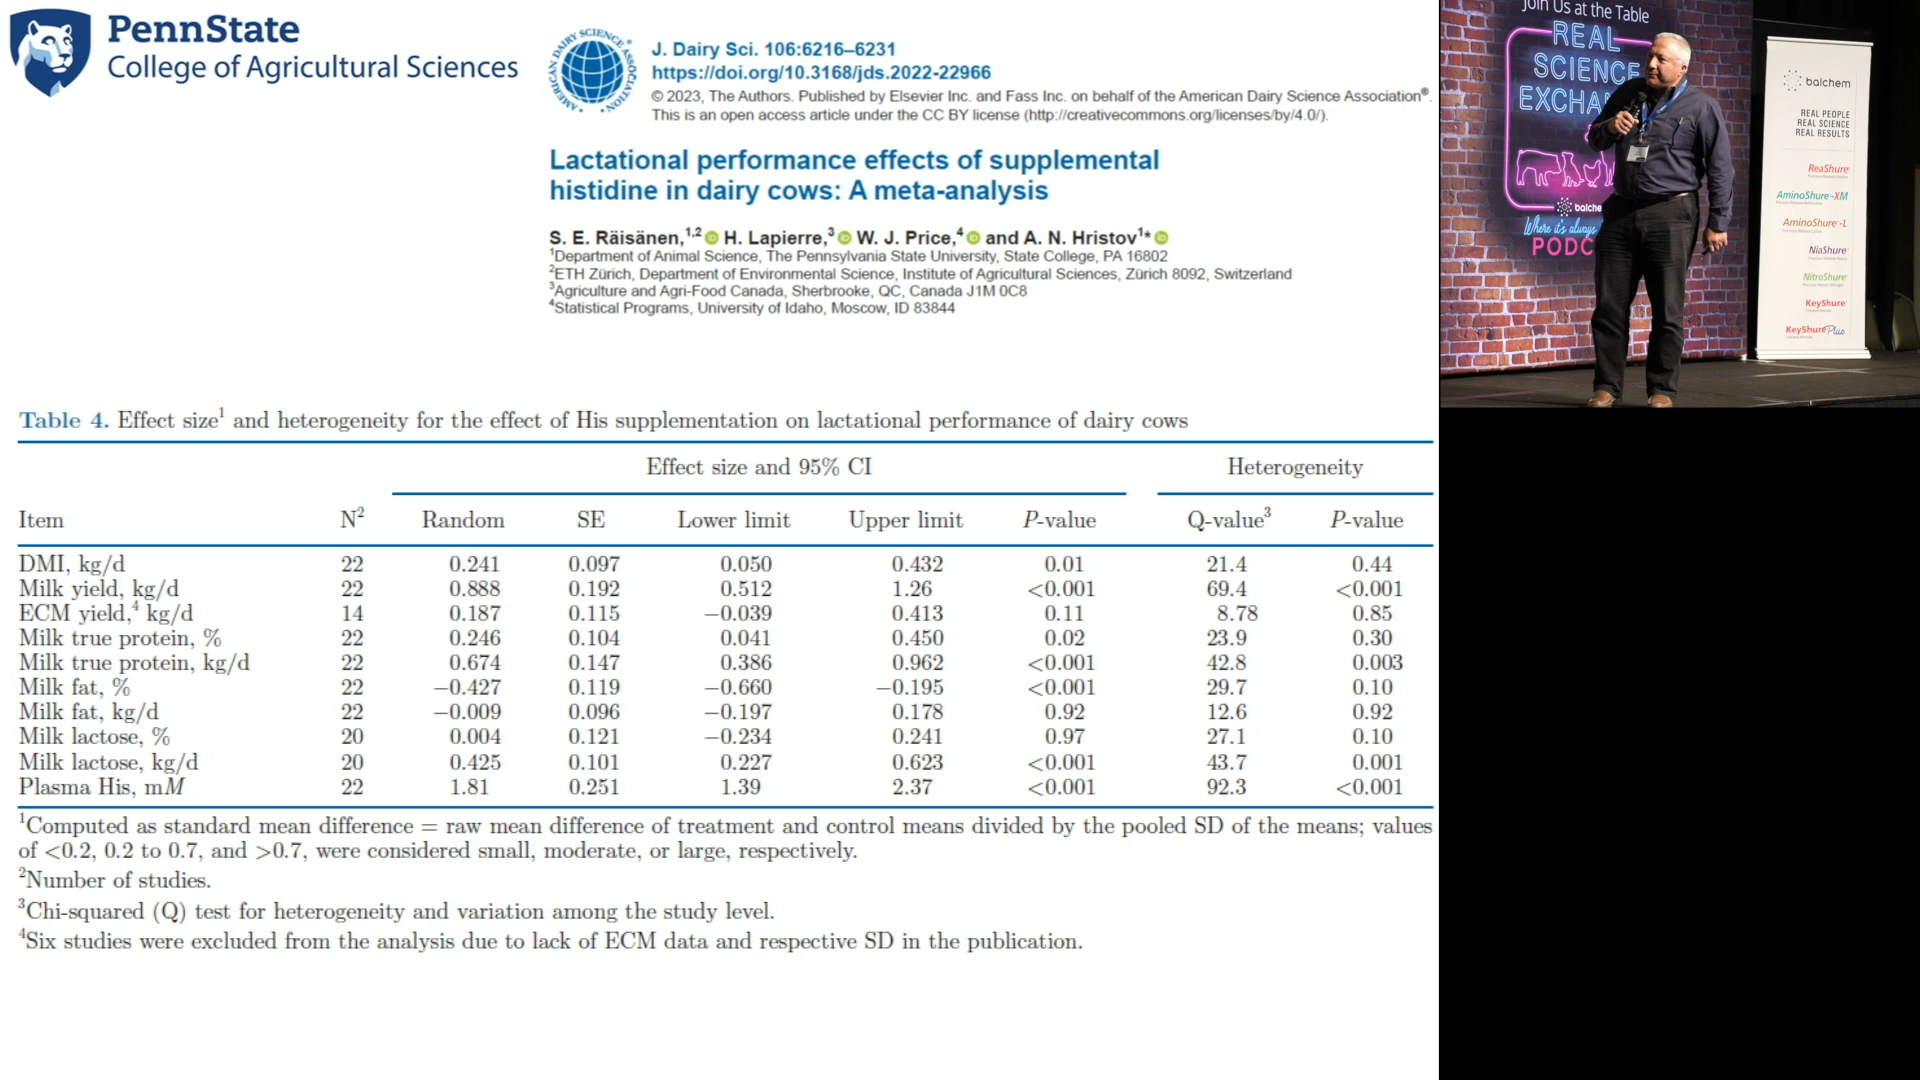 PennState
College of Agricultural Sciences
AMERICAN DAIRY SCIENCE ASSOCIATION
J. Dairy Sci. 106:6216–6231
https://doi.org/10.3168/jds.2022-22966
© 2023, The Authors. Published by Elsevier Inc. and Fass Inc. on behalf of the American Dairy Science Association®.
This is an open access article under the CC BY license (http://creativecommons.org/licenses/by/4.0/).
Lactational performance effects of supplemental
histidine in dairy cows: A meta-analysis
S. E. Räisänen,1,2 H. Lapierre,3 W. J. Price,4 and A. N. Hristov1*
1Department of Animal Science, The Pennsylvania State University, State College, PA 16802
2ETH Zürich, Department of Environmental Science, Institute of Agricultural Sciences, Zürich 8092, Switzerland
3Agriculture and Agri-Food Canada, Sherbrooke, QC, Canada J1M 0C8
4Statistical Programs, University of Idaho, Moscow, ID 83844
Table 4. Effect size1 and heterogeneity for the effect of His supplementation on lactational performance of dairy cows
Effect size and 95% CI Heterogeneity
Item N2 Random SE Lower limit Upper limit P-value Q-value3 P-value
DMI, kg/d 22 0.241 0.097 0.050 0.432 0.01 21.4 0.44
Milk yield, kg/d 22 0.888 0.192 0.512 1.26 <0.001 69.4 <0.001
ECM yield,4 kg/d 14 0.187 0.115 −0.039 0.413 0.11 8.78 0.85
Milk true protein, % 22 0.246 0.104 0.041 0.450 0.02 23.9 0.30
Milk true protein, kg/d 22 0.674 0.147 0.386 0.962 <0.001 42.8 0.003
Milk fat, % 22 −0.427 0.119 −0.660 −0.195 <0.001 29.7 0.10
Milk fat, kg/d 22 −0.009 0.096 −0.197 0.178 0.92 12.6 0.92
Milk lactose, % 20 0.004 0.121 −0.234 0.241 0.97 27.1 0.10
Milk lactose, kg/d 20 0.425 0.101 0.227 0.623 <0.001 43.7 0.001
Plasma His, mM 22 1.81 0.251 1.39 2.37 <0.001 92.3 <0.001
1Computed as standard mean difference = raw mean difference of treatment and control means divided by the pooled SD of the means; values
of <0.2, 0.2 to 0.7, and >0.7, were considered small, moderate, or large, respectively.
2Number of studies.
3Chi-squared (Q) test for heterogeneity and variation among the study level.
4Six studies were excluded from the analysis due to lack of ECM data and respective SD in the publication.
Join Us at the Table
REAL
SCIENCE
EXCHA
balche
Where it's always
PODC
balchem
REAL PEOPLE
REAL SCIENCE
REAL RESULTS
ReaShure
AminoShure-XM
AminoShure-L
NiaShure
NitroShure
KeyShure
KeyShure Plus